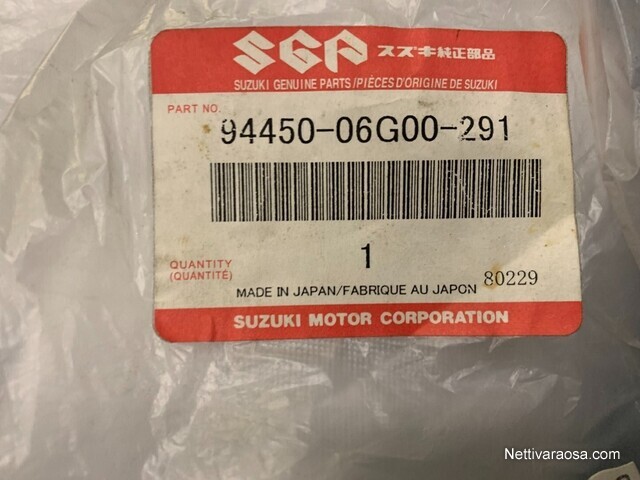 SGP スズキ純正部品
SUZUKI GENUINE PARTS/PIÈCES D'ORIGINE DE SUZUKI
PART NO.
94450-06G00-291
QUANTITY
(QUANTITÉ)
1
MADE IN JAPAN/FABRIQUE AU JAPON
80229
SUZUKI MOTOR CORPORATION
Nettivaraosa.com